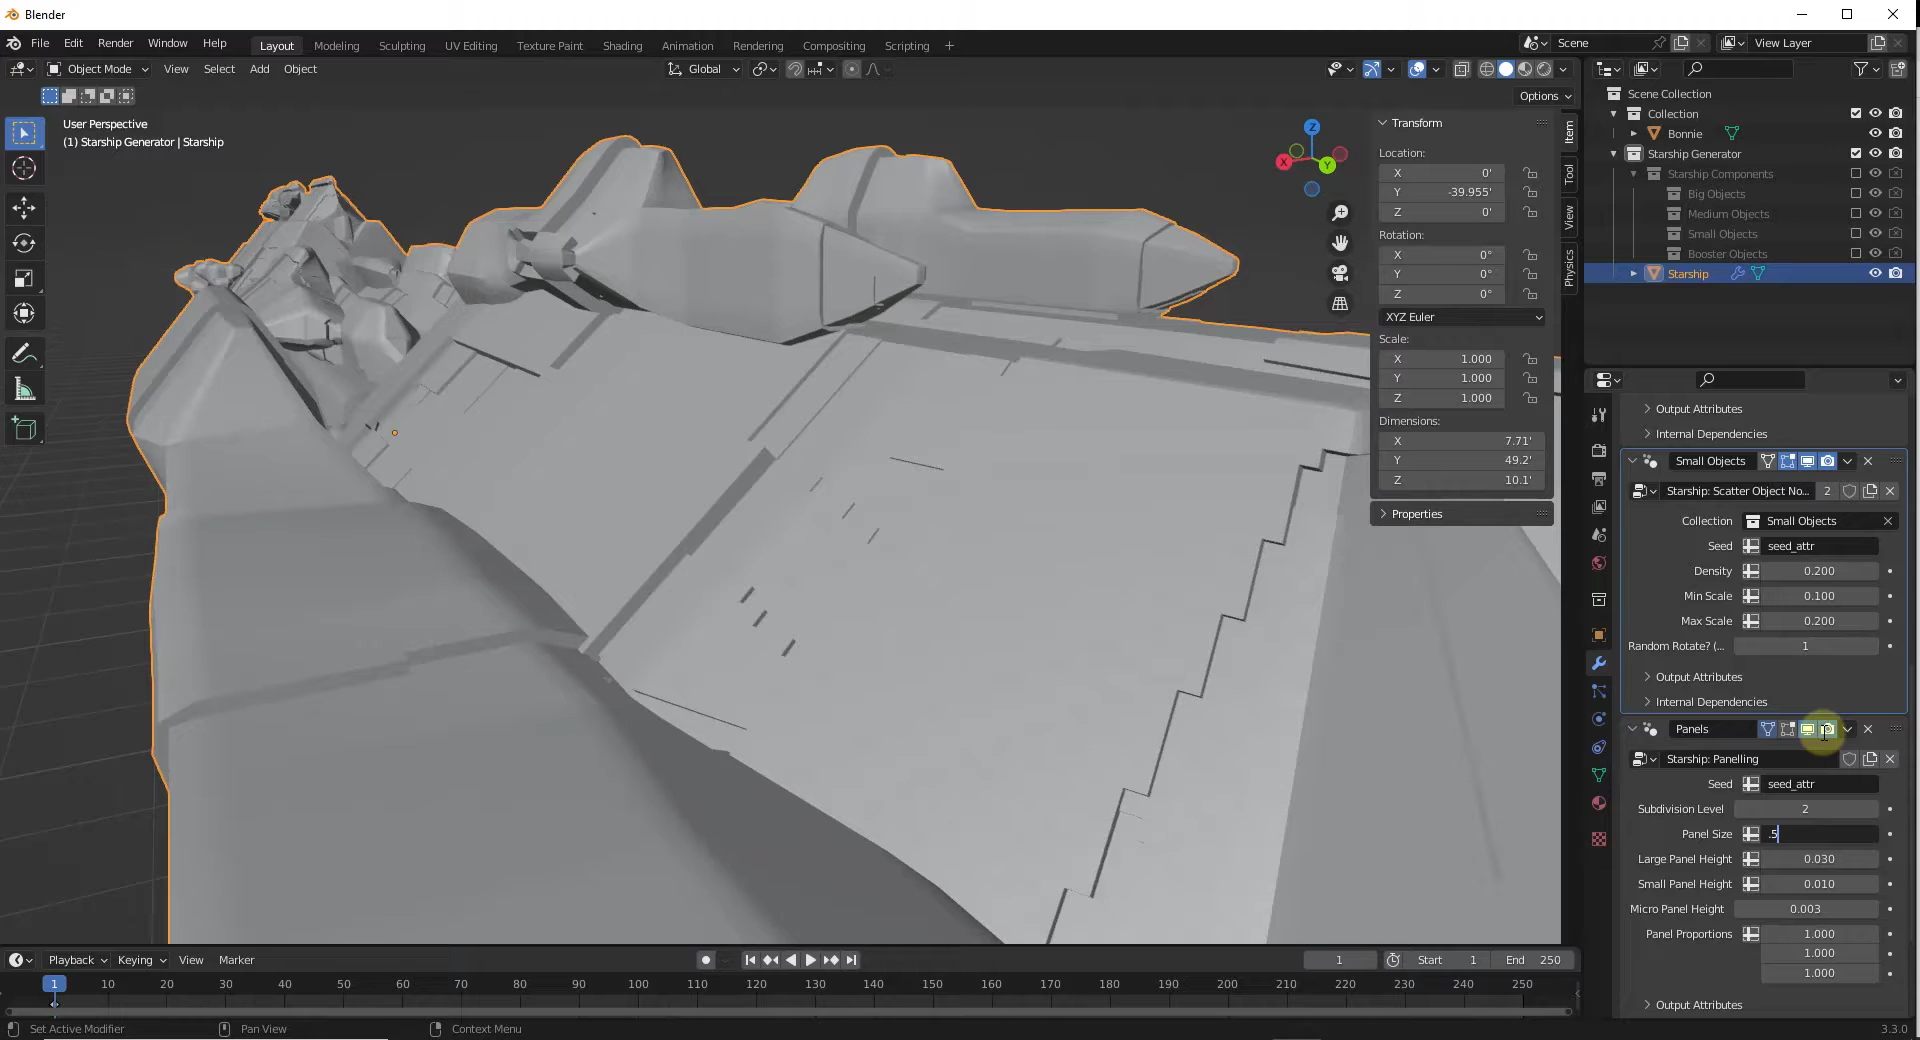 Blender
File Edit Render Window Help
Layout Modeling Sculpting UV Editing Texture Paint Shading Animation Rendering Compositing Scripting +
Scene
View Layer
Object Mode View Select Add Object
Global
Options
User Perspective
(1) Starship Generator | Starship
Z
X
Y
Transform
Location:
X 0'
Y -39.955'
Z 0'
Rotation:
X 0°
Y 0°
Z 0°
XYZ Euler
Scale:
X 1.000
Y 1.000
Z 1.000
Dimensions:
X 7.71'
Y 49.2'
Z 10.1'
Properties
Item
Tool
View
Physics
Scene Collection
Collection
Bonnie
Starship Generator
Starship Components
Big Objects
Medium Objects
Small Objects
Booster Objects
Starship
Output Attributes
Internal Dependencies
Small Objects
Starship: Scatter Object No... 2
Collection Small Objects
Seed seed_attr
Density 0.200
Min Scale 0.100
Max Scale 0.200
Random Rotate? (... 1
Output Attributes
Internal Dependencies
Panels
Starship: Panelling
Seed seed_attr
Subdivision Level 2
Panel Size .5
Large Panel Height 0.030
Small Panel Height 0.010
Micro Panel Height 0.003
Panel Proportions 1.000
1.000
1.000
Output Attributes
Playback Keying View Marker
1 Start 1 End 250
1 10 20 30 40 50 60 70 80 90 100 110 120 130 140 150 160 170 180 190 200 210 220 230 240 250
Set Active Modifier Pan View Context Menu
3.3.0